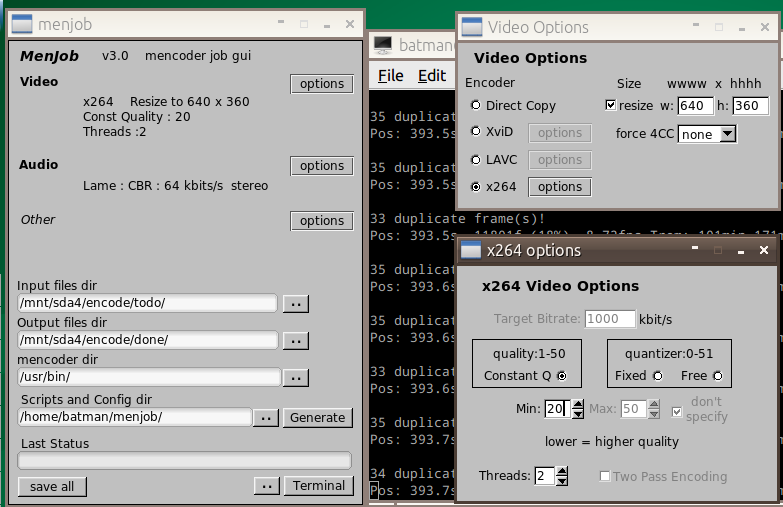 menjob
MenJob v3.0 mencoder job gui
Video
options
x264 Resize to 640 x 360
Const Quality : 20
Threads :2
Audio
options
Lame : CBR : 64 kbits/s stereo
Other
options
Input files dir
/mnt/sda4/encode/todo/
..
Output files dir
/mnt/sda4/encode/done/
..
mencoder dir
/usr/bin/
..
Scripts and Config dir
/home/batman/menjob/
..
Generate
Last Status
save all
..
Terminal
batman
File Edit
35 duplicat
Pos: 393.5s
35 duplicat
Pos: 393.5s
33 duplicate frame(s)!
Pos: 393.5s
35 duplicat
Pos: 393.6s
35 duplicat
Pos: 393.6s
33 duplicat
Pos: 393.6s
35 duplicat
Pos: 393.7s
34 duplicat
Pos: 393.7s
Video Options
Video Options
Encoder
Size wwww x hhhh
Direct Copy
resize w: 640 h: 360
XviD options
force 4CC none
LAVC options
x264 options
x264 options
x264 Video Options
Target Bitrate: 1000 kbit/s
quality:1-50
Constant Q
quantizer:0-51
Fixed Free
Min: 20 Max: 50 don't specify
lower = higher quality
Threads: 2 Two Pass Encoding